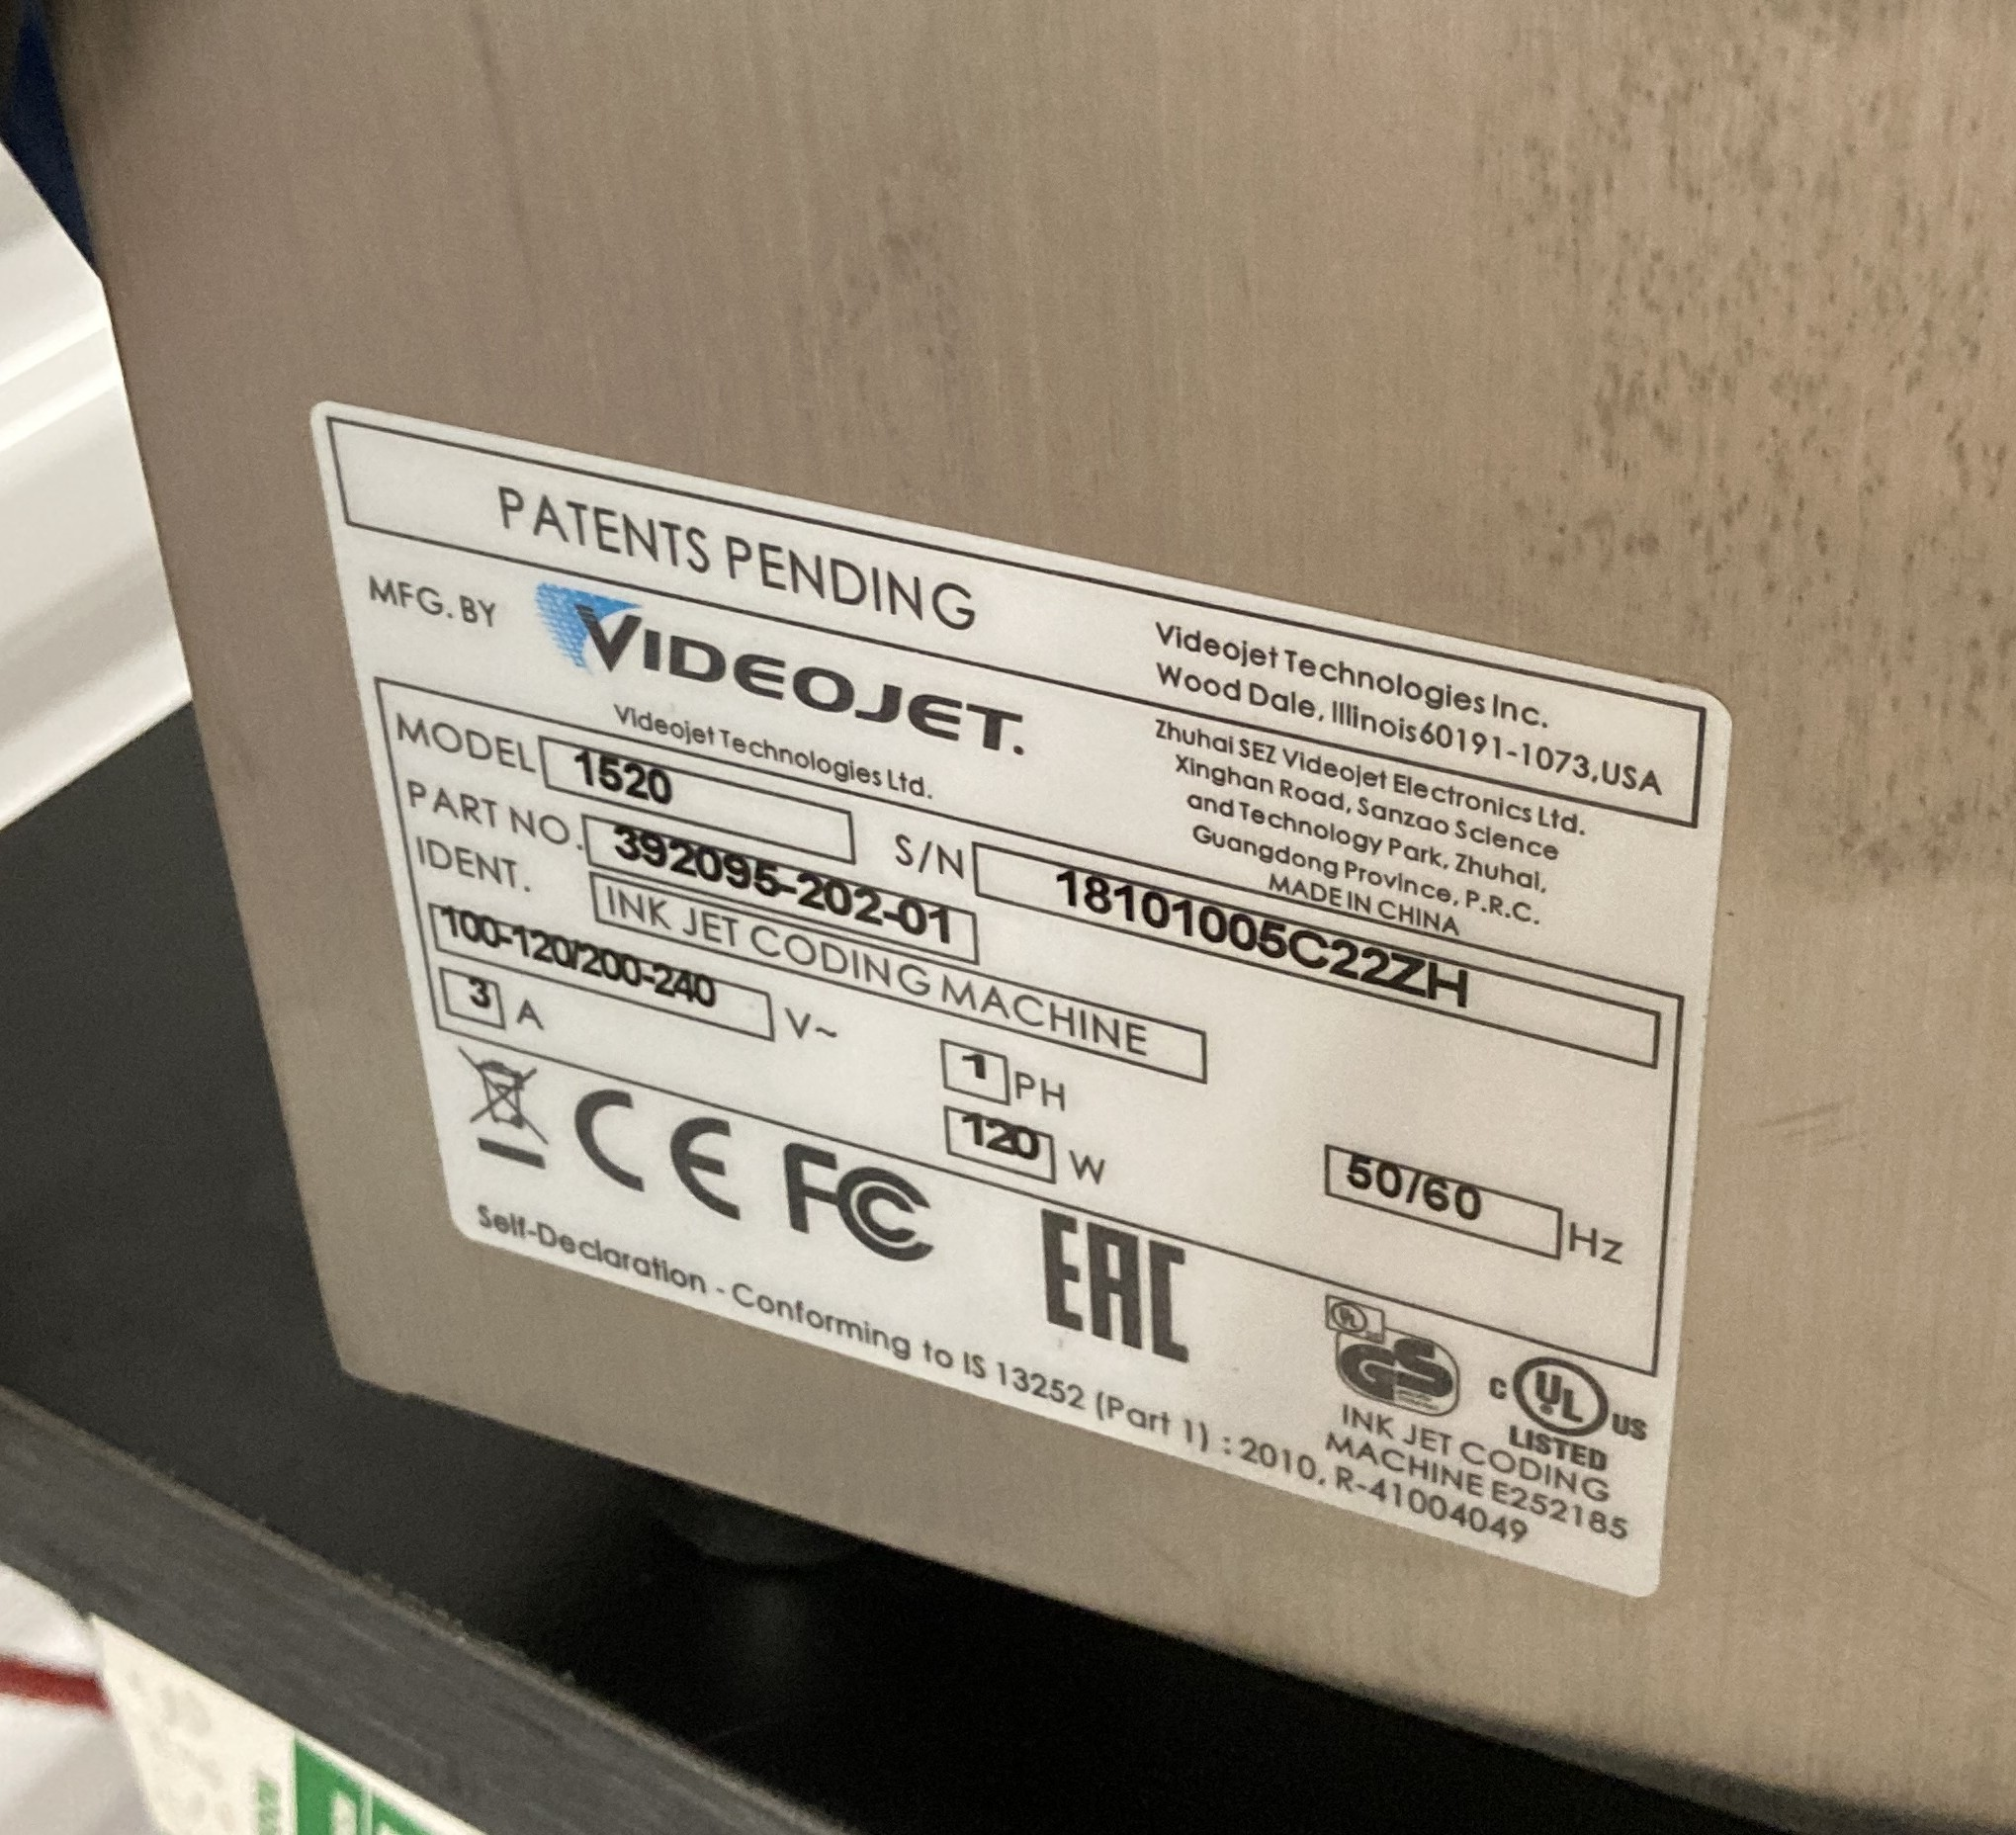 PATENTS PENDING
Videojet Technologies Inc.
Wood Dale, Illinois60191-1073,USA
MFG. BY
VIDEOJET.
Videojet Technologies Ltd.
Zhuhai SEZ Videojet Electronics Ltd.
Xinghan Road, Sanzao Science
and Technology Park, Zhuhai,
Guangdong Province, P.R.C.
MADE IN CHINA
MODEL 1520
S/N 18101005C22ZH
PART NO. 392095-202-01
IDENT. INK JET CODING MACHINE
100-120/200-240 V~
1 PH
50/60 Hz
3 A
120 W
CE FC EAC
UL GS
c UL US
LISTED
INK JET CODING
MACHINE E252185
Self-Declaration - Conforming to IS 13252 (Part 1) : 2010, R-41004049